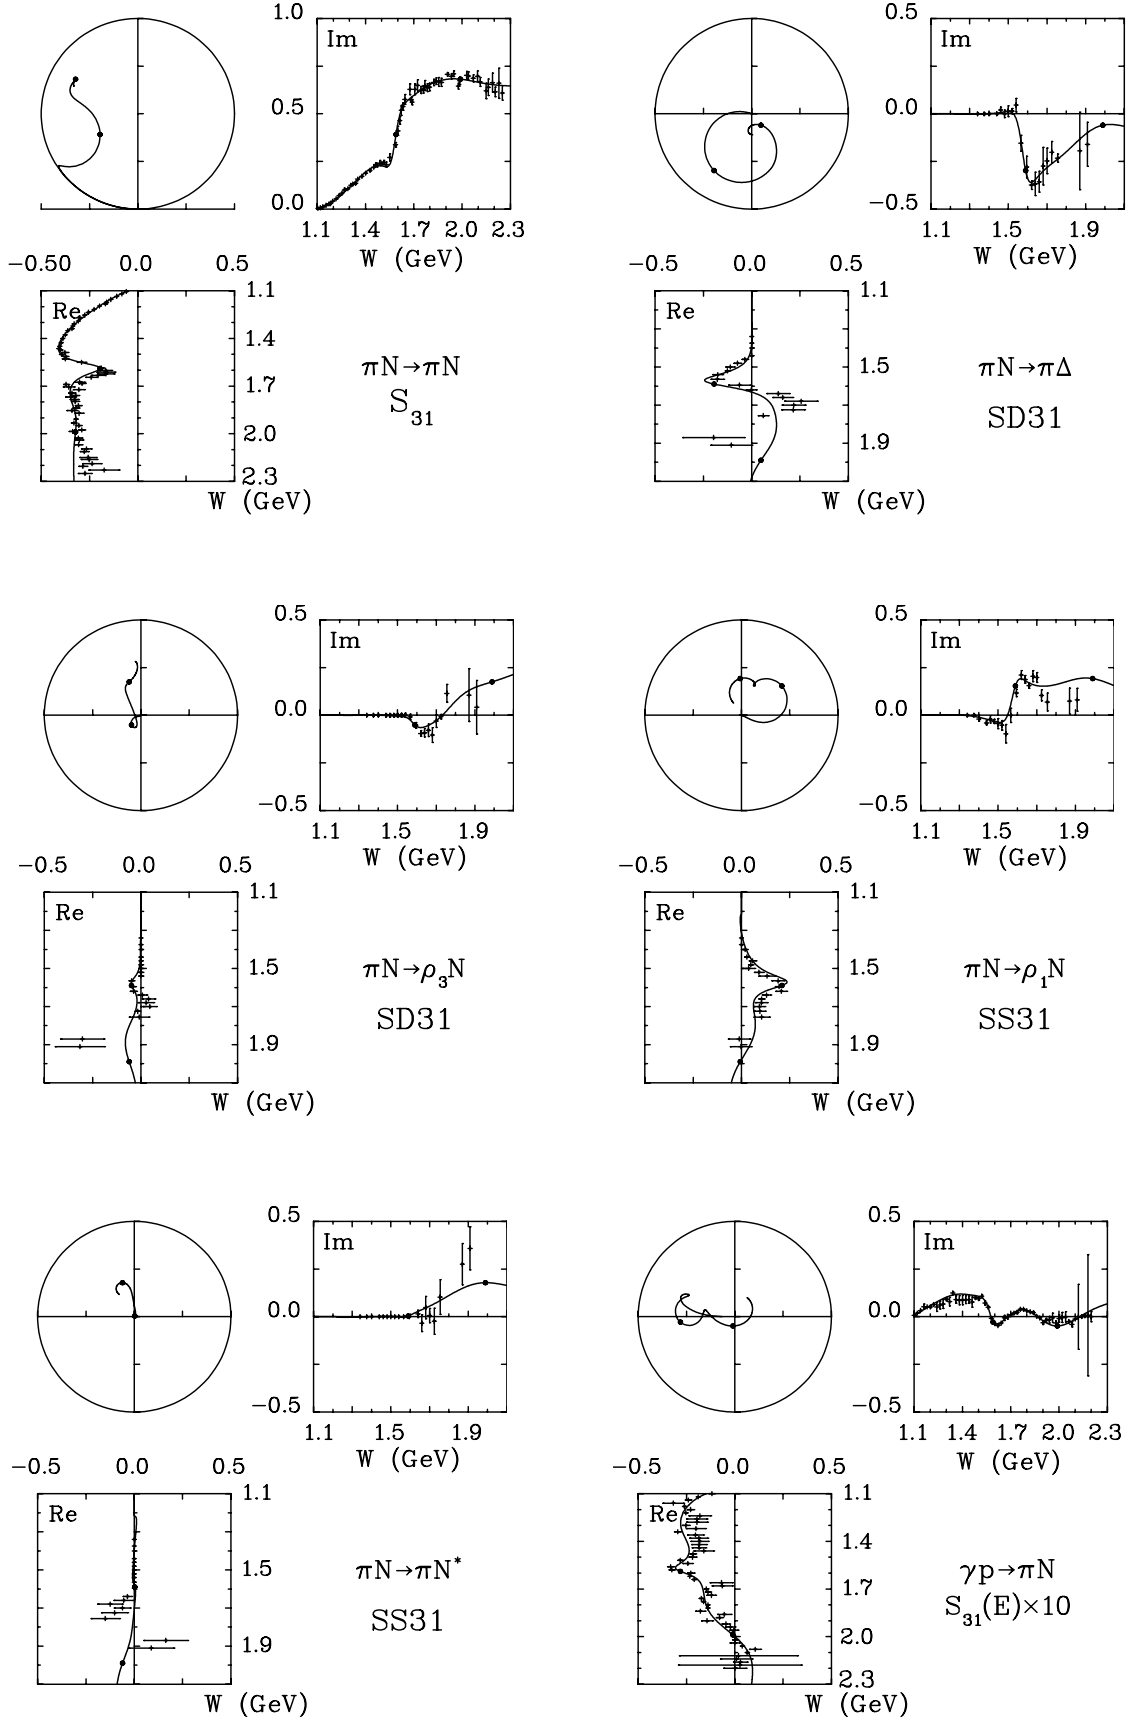 1.0
Im
0.5
0.0
1.1 1.4 1.7 2.0 2.3
W (GeV)
−0.50 0.0 0.5
Re
1.1
1.4
1.7
2.0
2.3
W (GeV)
πN→πN
S31
0.5
Im
0.0
−0.5
1.1 1.5 1.9
W (GeV)
−0.5 0.0 0.5
Re
1.1
1.5
1.9
W (GeV)
πN→πΔ
SD31
0.5
Im
0.0
−0.5
1.1 1.5 1.9
W (GeV)
−0.5 0.0 0.5
Re
1.1
1.5
1.9
W (GeV)
πN→ρ3N
SD31
0.5
Im
0.0
−0.5
1.1 1.5 1.9
W (GeV)
−0.5 0.0 0.5
Re
1.1
1.5
1.9
W (GeV)
πN→ρ1N
SS31
0.5
Im
0.0
−0.5
1.1 1.5 1.9
W (GeV)
−0.5 0.0 0.5
Re
1.1
1.5
1.9
W (GeV)
πN→πN*
SS31
0.5
Im
0.0
−0.5
1.1 1.4 1.7 2.0 2.3
W (GeV)
−0.5 0.0 0.5
Re
1.1
1.4
1.7
2.0
2.3
W (GeV)
γp→πN
S31(E)×10